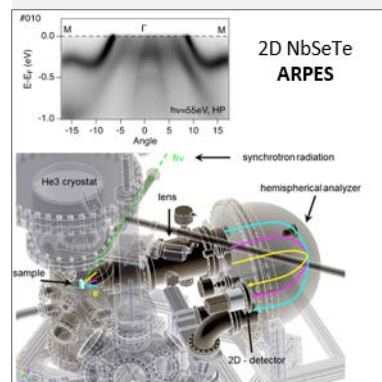 #010
M Γ M
2D NbSeTe
ARPES
0.0
-0.5
-1.0
E-E_F (eV)
hν=55eV, HP
-15 -10 -5 0 5 10 15
Angle
hν
synchrotron radiation
He3 cryostat
lens
hemispherical analyzer
sample
e
2D - detector